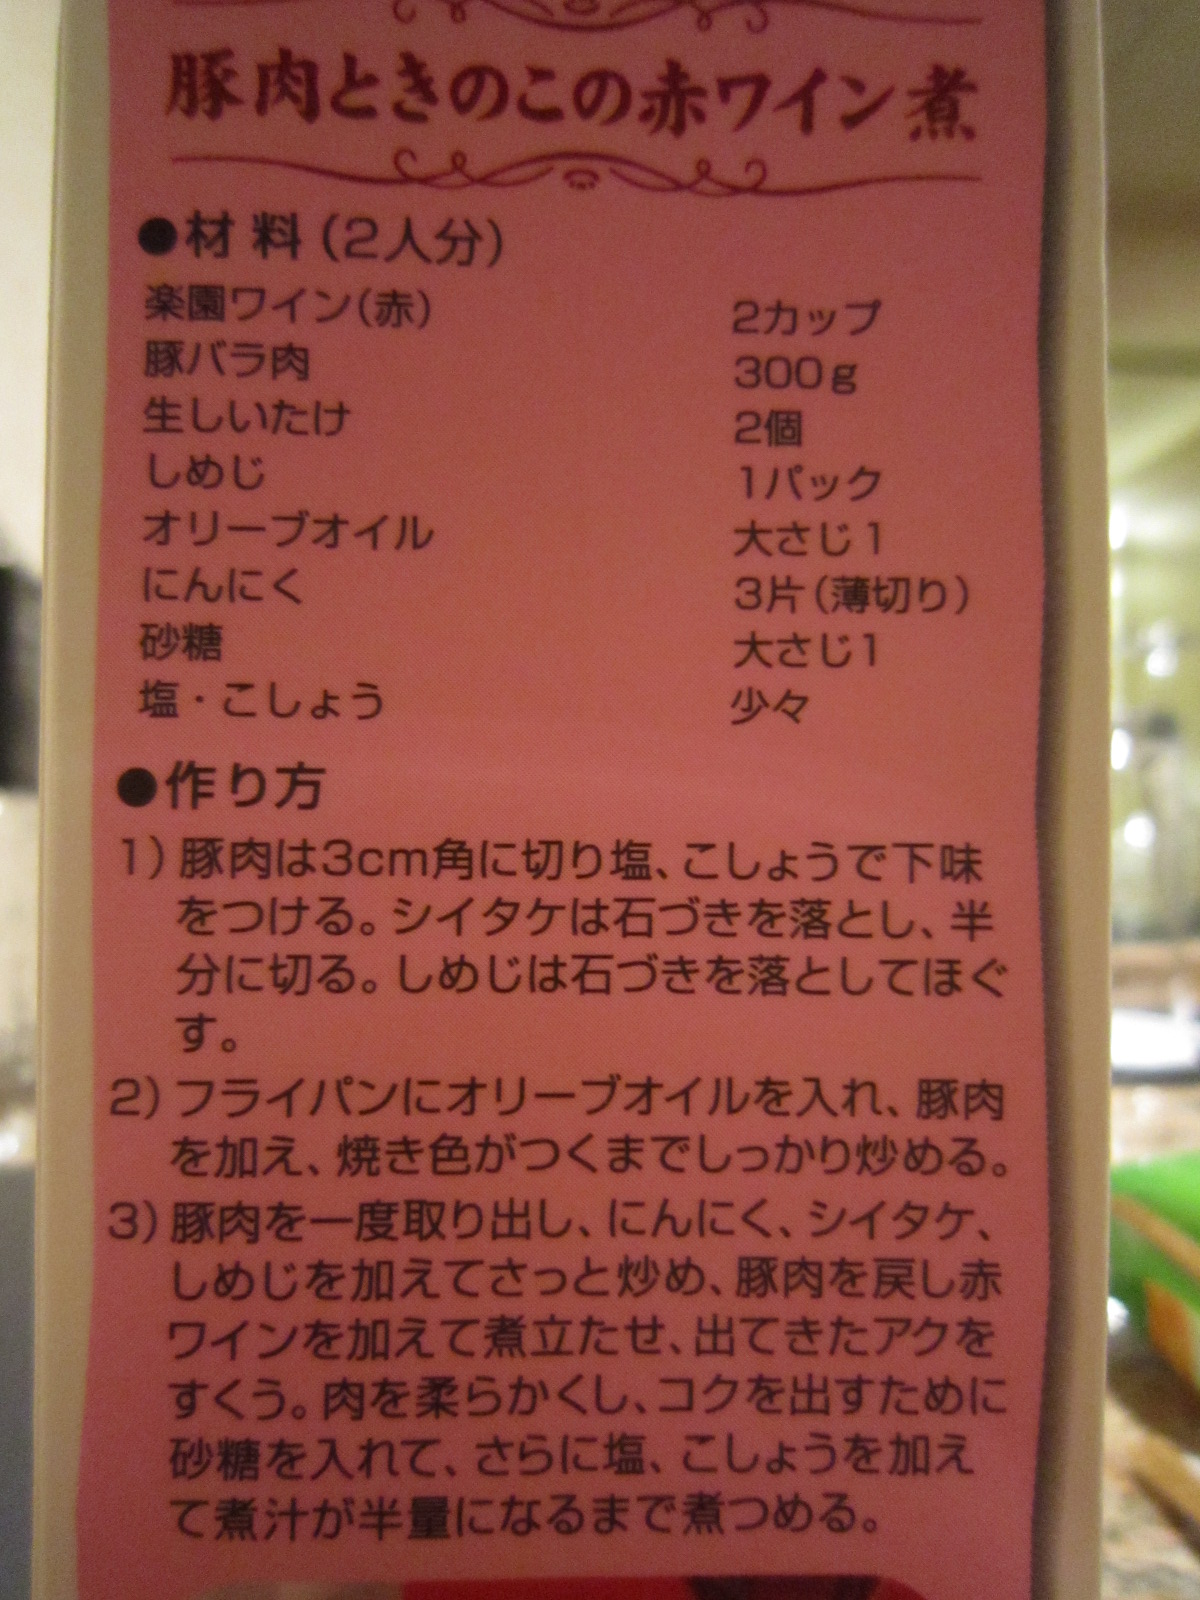 豚肉ときのこの赤ワイン煮
●材料(2人分)
楽園ワイン(赤) 2カップ
豚バラ肉 300g
生しいたけ 2個
しめじ 1パック
オリーブオイル 大さじ1
にんにく 3片(薄切り)
砂糖 大さじ1
塩・こしょう 少々
●作り方
1)豚肉は3cm角に切り塩、こしょうで下味
をつける。シイタケは石づきを落とし、半
分に切る。しめじは石づきを落としてほぐ
す。
2)フライパンにオリーブオイルを入れ、豚肉
を加え、焼き色がつくまでしっかり炒める。
3)豚肉を一度取り出し、にんにく、シイタケ、
しめじを加えてさっと炒め、豚肉を戻し赤
ワインを加えて煮立たせ、出てきたアクを
すくう。肉を柔らかくし、コクを出すために
砂糖を入れて、さらに塩、こしょうを加え
て煮汁が半量になるまで煮つめる。